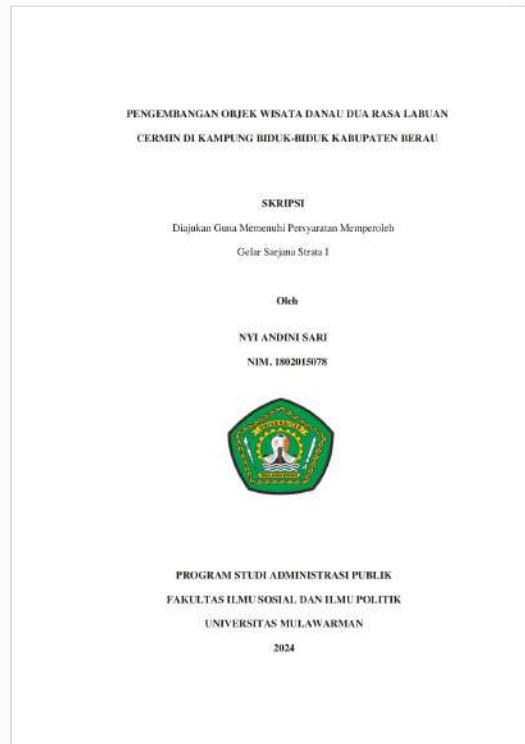 PENGEMBANGAN OBJEK WISATA DANAU DUA RASA LABUAN
CERMIN DI KAMPUNG BIDUK-BIDUK KABUPATEN BERAU
SKRIPSI
Diajukan Guna Memenuhi Persyaratan Memperoleh
Gelar Sarjana Strata I
Oleh
NYI ANDINI SARI
NIM. 1802015078
UNIVERSITAS
MULAWARMAN
PROGRAM STUDI ADMINISTRASI PUBLIK
FAKULTAS ILMU SOSIAL DAN ILMU POLITIK
UNIVERSITAS MULAWARMAN
2024